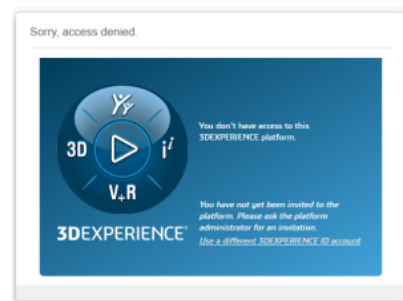 Sorry, access denied.
3D
i²
V+R
3DEXPERIENCE
You don't have access to this
3DEXPERIENCE platform.
You have not yet been invited to the
platform. Please ask the platform
administrator for an invitation.
Use a different 3DEXPERIENCE ID account